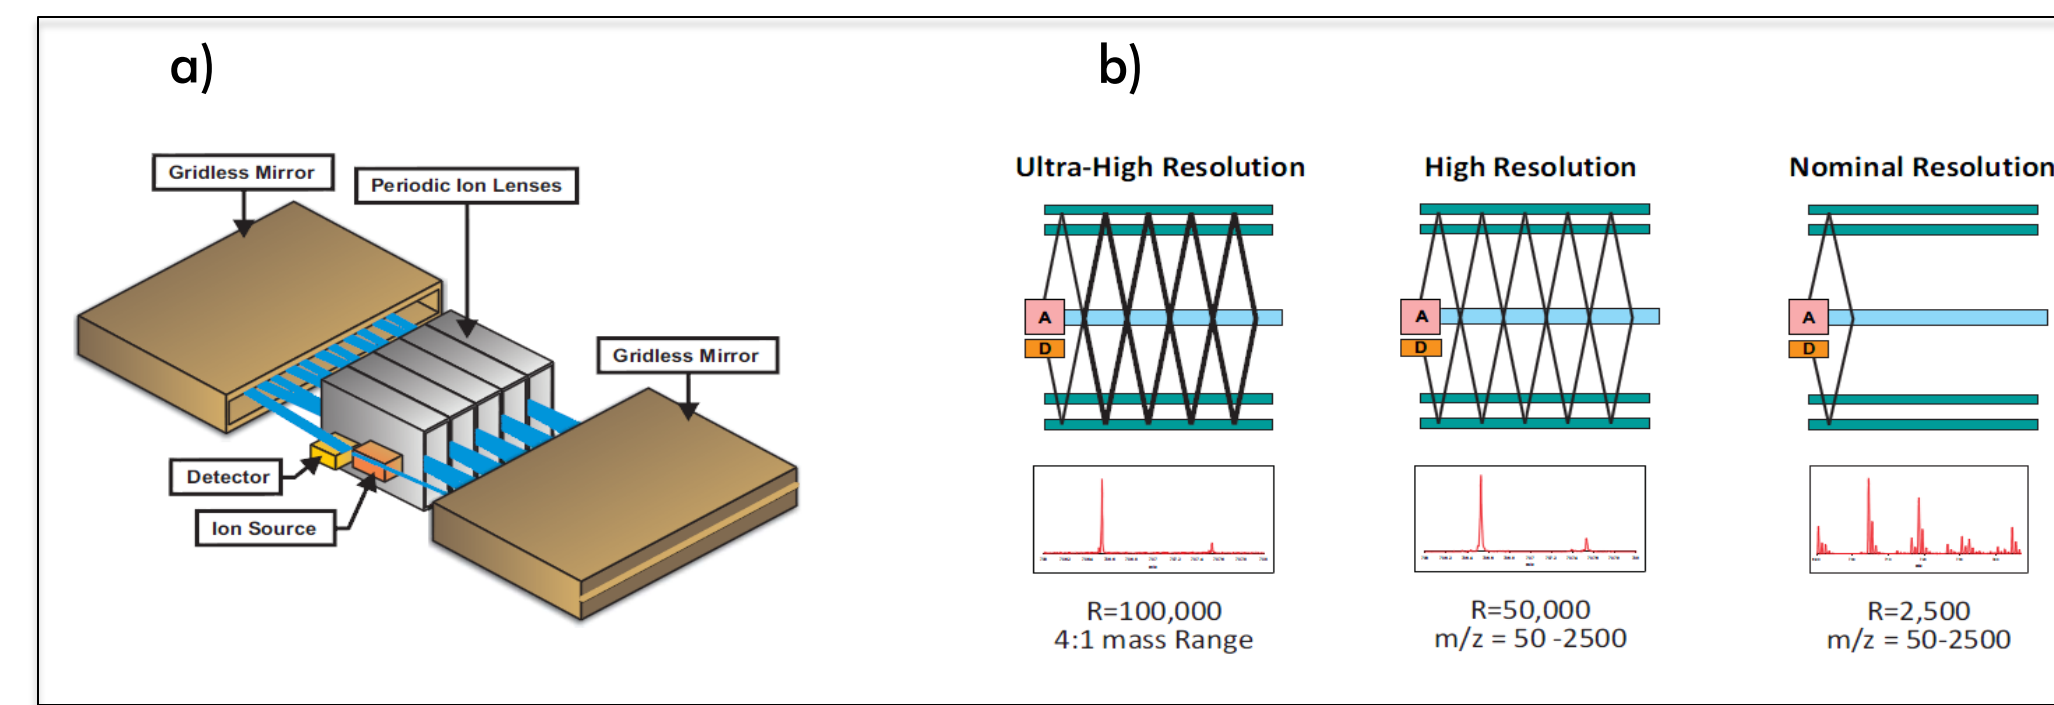 a)
b)
Gridless Mirror
Periodic Ion Lenses
Gridless Mirror
Detector
Ion Source
Ultra-High Resolution
High Resolution
Nominal Resolution
A
D
A
D
A
D
R=100,000
4:1 mass Range
R=50,000
m/z = 50 -2500
R=2,500
m/z = 50-2500